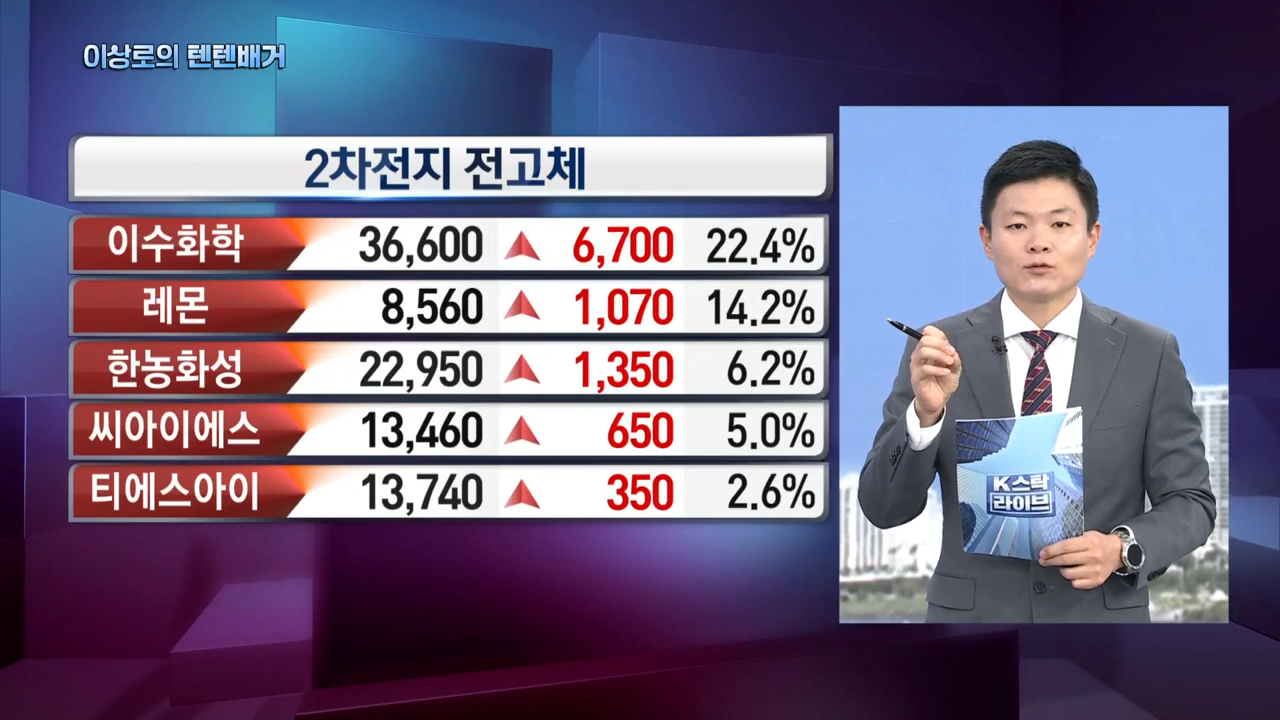 이상로의 텐텐배거
2차전지 전고체
이수화학 36,600 ▲ 6,700 22.4%
레몬 8,560 ▲ 1,070 14.2%
한농화성 22,950 ▲ 1,350 6.2%
씨아이에스 13,460 ▲ 650 5.0%
티에스아이 13,740 ▲ 350 2.6%
K스탁
라이브